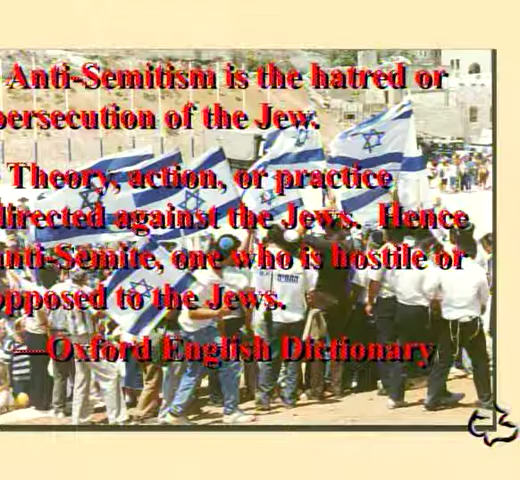 Anti-Semitism is the hatred or
persecution of the Jew.
Theory, action, or practice
directed against the Jews. Hence
anti-Semite, one who is hostile or
opposed to the Jews.
—Oxford English Dictionary